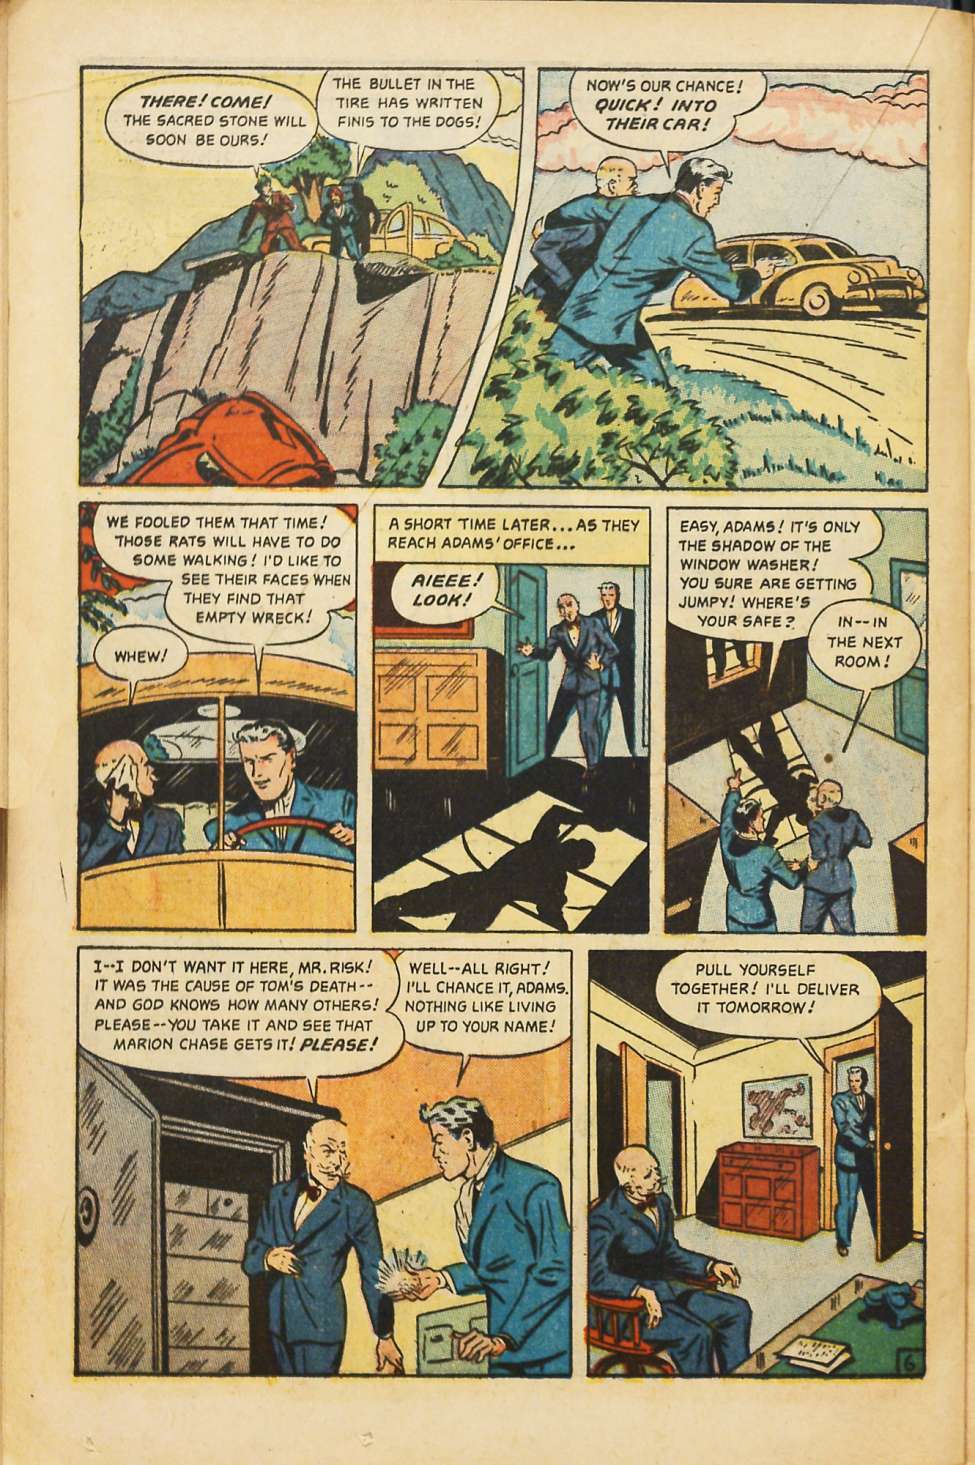 THERE! COME!
THE SACRED STONE WILL
SOON BE OURS!
THE BULLET IN THE
TIRE HAS WRITTEN
FINIS TO THE DOGS!
NOW'S OUR CHANCE!
QUICK! INTO
THEIR CAR!
WE FOOLED THEM THAT TIME!
THOSE RATS WILL HAVE TO DO
SOME WALKING! I'D LIKE TO
SEE THEIR FACES WHEN
THEY FIND THAT
EMPTY WRECK!
WHEW!
A SHORT TIME LATER...AS THEY
REACH ADAMS' OFFICE...
AIEEE!
LOOK!
EASY, ADAMS! IT'S ONLY
THE SHADOW OF THE
WINDOW WASHER!
YOU SURE ARE GETTING
JUMPY! WHERE'S
YOUR SAFE?
IN--IN
THE NEXT
ROOM!
I--I DON'T WANT IT HERE, MR. RISK!
IT WAS THE CAUSE OF TOM'S DEATH--
AND GOD KNOWS HOW MANY OTHERS!
PLEASE--YOU TAKE IT AND SEE THAT
MARION CHASE GETS IT! PLEASE!
WELL--ALL RIGHT!
I'LL CHANCE IT, ADAMS.
NOTHING LIKE LIVING
UP TO YOUR NAME!
PULL YOURSELF
TOGETHER! I'LL DELIVER
IT TOMORROW!
6